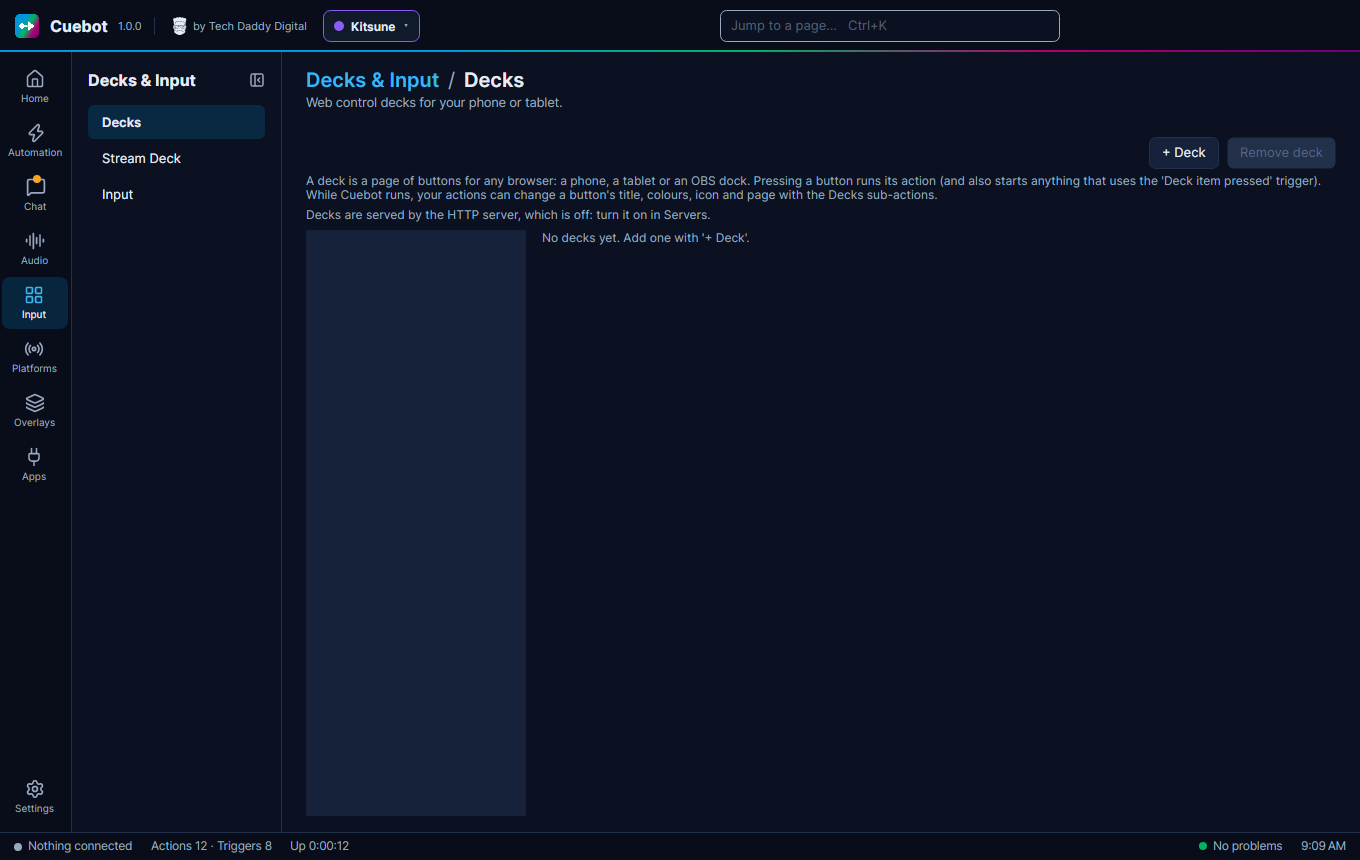 Cuebot 1.0.0 by Tech Daddy Digital Kitsune
Jump to a page... Ctrl+K
Home
Automation
Chat
Audio
Input
Platforms
Overlays
Apps
Settings
Decks & Input
Decks
Stream Deck
Input
Decks & Input / Decks
Web control decks for your phone or tablet.
+ Deck Remove deck
A deck is a page of buttons for any browser: a phone, a tablet or an OBS dock. Pressing a button runs its action (and also starts anything that uses the 'Deck item pressed' trigger).
While Cuebot runs, your actions can change a button's title, colours, icon and page with the Decks sub-actions.
Decks are served by the HTTP server, which is off: turn it on in Servers.
No decks yet. Add one with '+ Deck'.
Nothing connected Actions 12 · Triggers 8 Up 0:00:12 No problems 9:09 AM